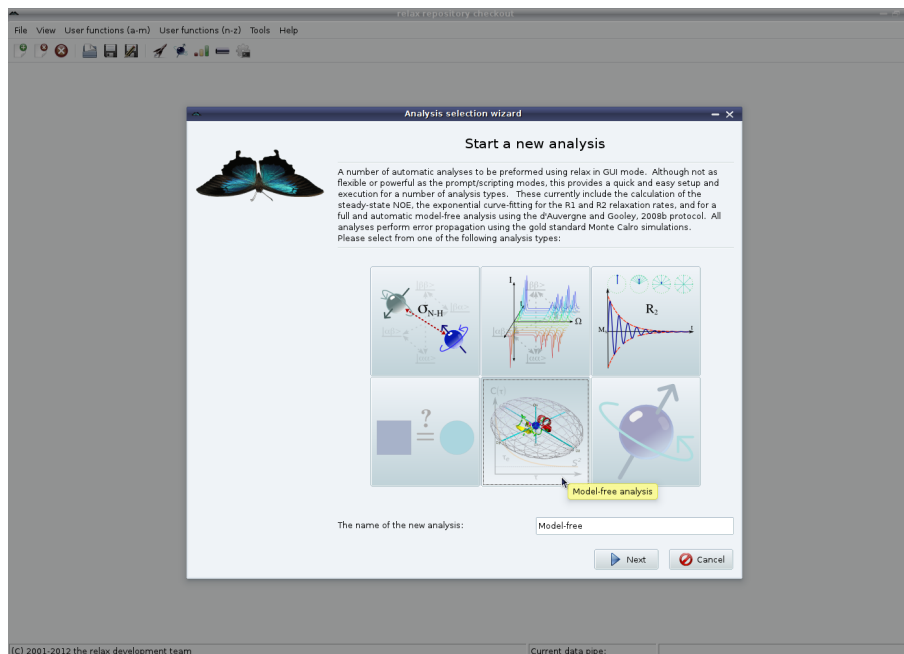 relax repository checkout
File View User functions (a-m) User functions (n-z) Tools Help
Analysis selection wizard
Start a new analysis
A number of automatic analyses to be preformed using relax in GUI mode. Although not as
flexible or powerful as the prompt/scripting modes, this provides a quick and easy setup and
execution for a number of analysis types. These currently include the calculation of the
steady-state NOE, the exponential curve-fitting for the R1 and R2 relaxation rates, and for a
full and automatic model-free analysis using the d'Auvergne and Gooley, 2008b protocol. All
analyses perform error propagation using the gold standard Monte Calro simulations.
Please select from one of the following analysis types:
σN-H
I
Ω
R₂
?
=
C(τ)
τ
Model-free analysis
The name of the new analysis: Model-free
Next Cancel
(C) 2001-2012 the relax development team Current data pipe: